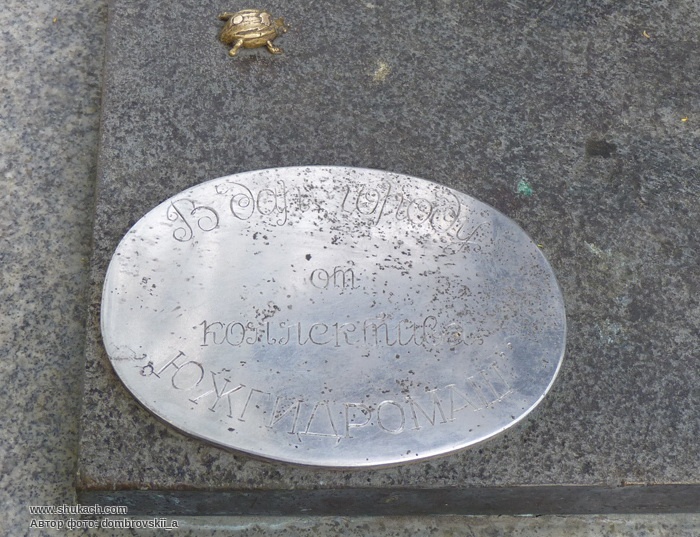 В дар городу
от
коллектива
"ЮЖГИДРОМАШ"
www.shukach.com
Автор фото: dombrovskii_a